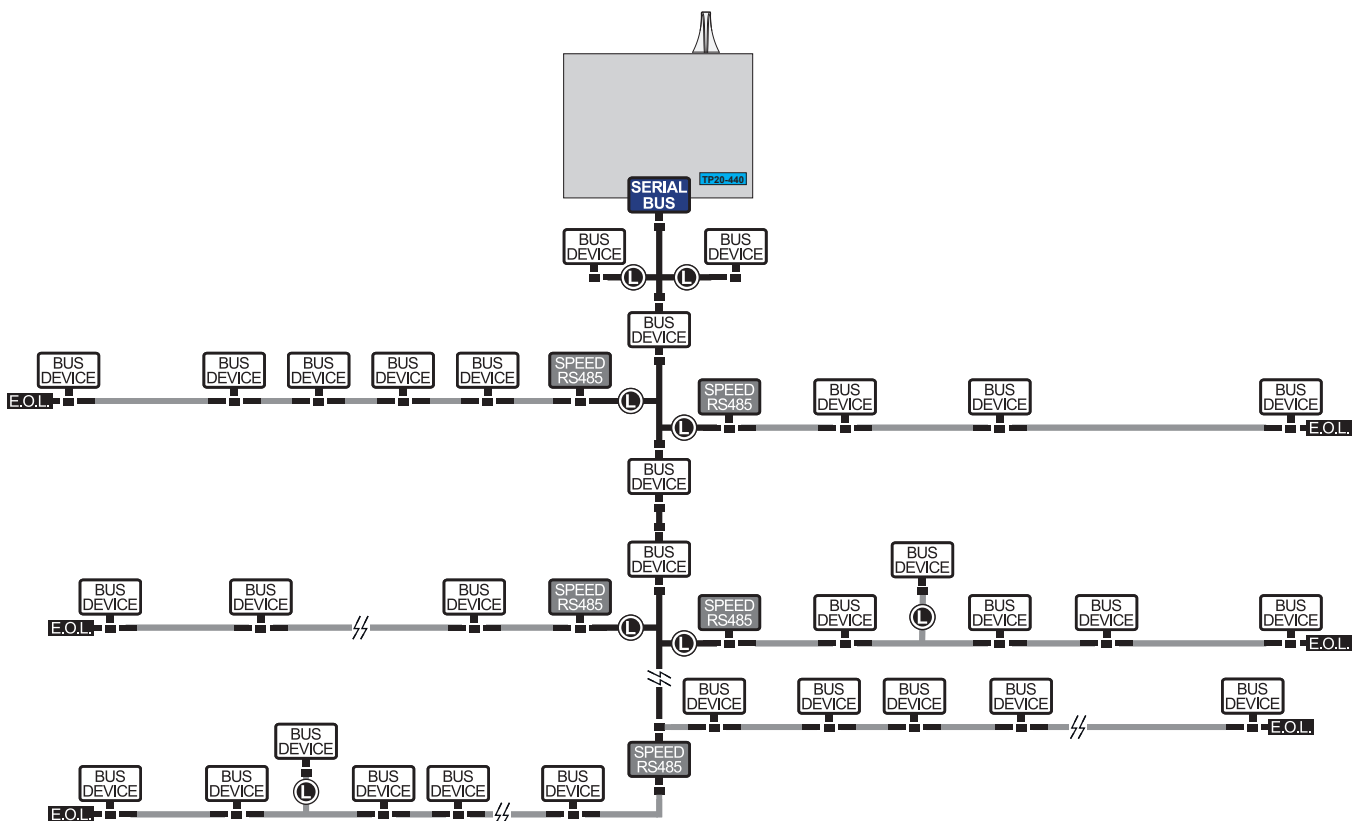 TP20-440
SERIAL
BUS
BUS BUS
DEVICE DEVICE
L L
BUS
DEVICE
BUS BUS BUS BUS BUS SPEED SPEED BUS BUS BUS
DEVICE DEVICE DEVICE DEVICE DEVICE RS485 RS485 DEVICE DEVICE DEVICE
E.O.L. L
L E.O.L.
BUS
DEVICE
BUS BUS
DEVICE DEVICE
BUS BUS BUS SPEED SPEED BUS BUS BUS BUS
DEVICE DEVICE DEVICE RS485 RS485 DEVICE DEVICE DEVICE DEVICE
L
E.O.L. L
L E.O.L.
BUS BUS BUS BUS BUS
DEVICE DEVICE DEVICE DEVICE DEVICE
E.O.L.
BUS SPEED
DEVICE RS485
BUS BUS BUS BUS BUS
DEVICE DEVICE DEVICE DEVICE DEVICE
L
E.O.L.